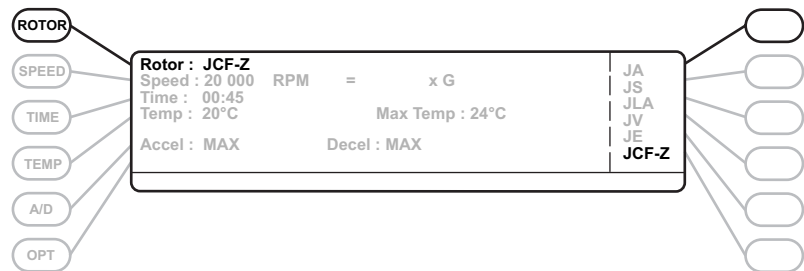 ROTOR
SPEED
TIME
TEMP
A/D
OPT
Rotor : JCF-Z
Speed : 20 000 RPM = x G
Time : 00:45
Temp : 20°C Max Temp : 24°C
Accel : MAX Decel : MAX
JA
JS
JLA
JV
JE
JCF-Z